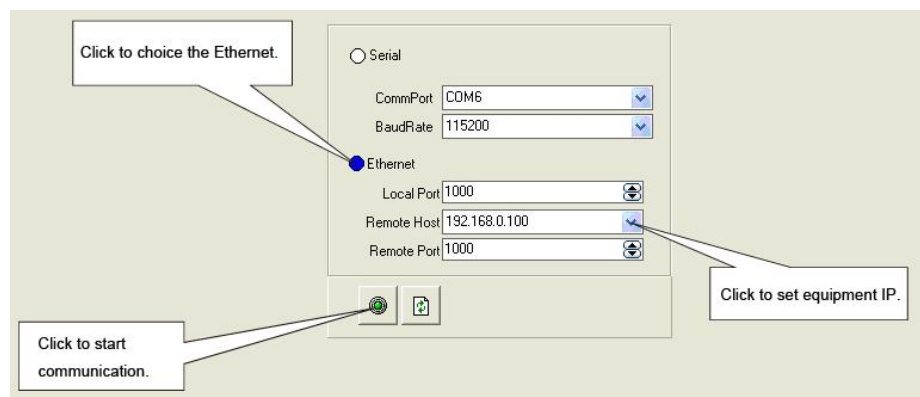 Click to choice the Ethernet.
Serial
CommPort COM6
BaudRate 115200
Ethernet
Local Port 1000
Remote Host 192.168.0.100
Remote Port 1000
Click to set equipment IP.
Click to start
communication.